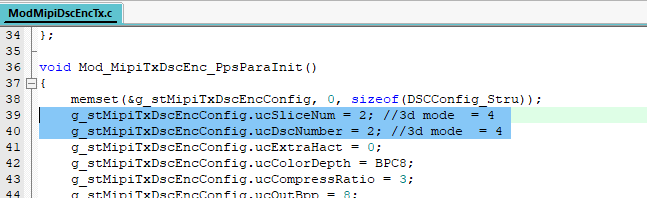 ModMipiDscEncTx.c
34 };
35
36 void Mod_MipiTxDscEnc_PpsParaInit()
37 {
38 memset(&g_stMipiTxDscEncConfig, 0, sizeof(DSCConfig_Stru));
39 g_stMipiTxDscEncConfig.ucSliceNum = 2; //3d mode  = 4
40 g_stMipiTxDscEncConfig.ucDscNumber = 2; //3d mode  = 4
41 g_stMipiTxDscEncConfig.ucExtraHact = 0;
42 g_stMipiTxDscEncConfig.ucColorDepth = BPC8;
43 g_stMipiTxDscEncConfig.ucCompressRatio = 3;
44 g_stMipiTxDscEncConfig.ucOutBpp = 8;